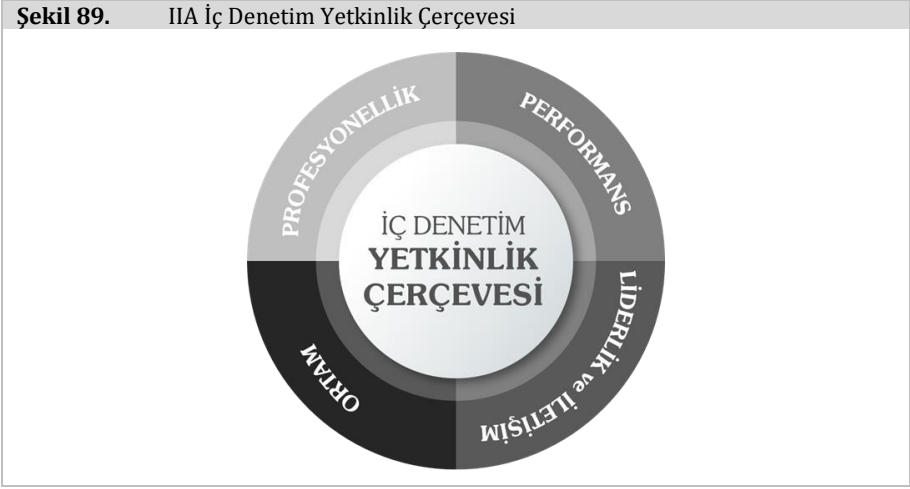 Şekil 89. IIA İç Denetim Yetkinlik Çerçevesi
PROFESYONELLİK
PERFORMANS
İÇ DENETİM
YETKİNLİK
ÇERÇEVESİ
ORTAM
LİDERLİK ve İLETİŞİM